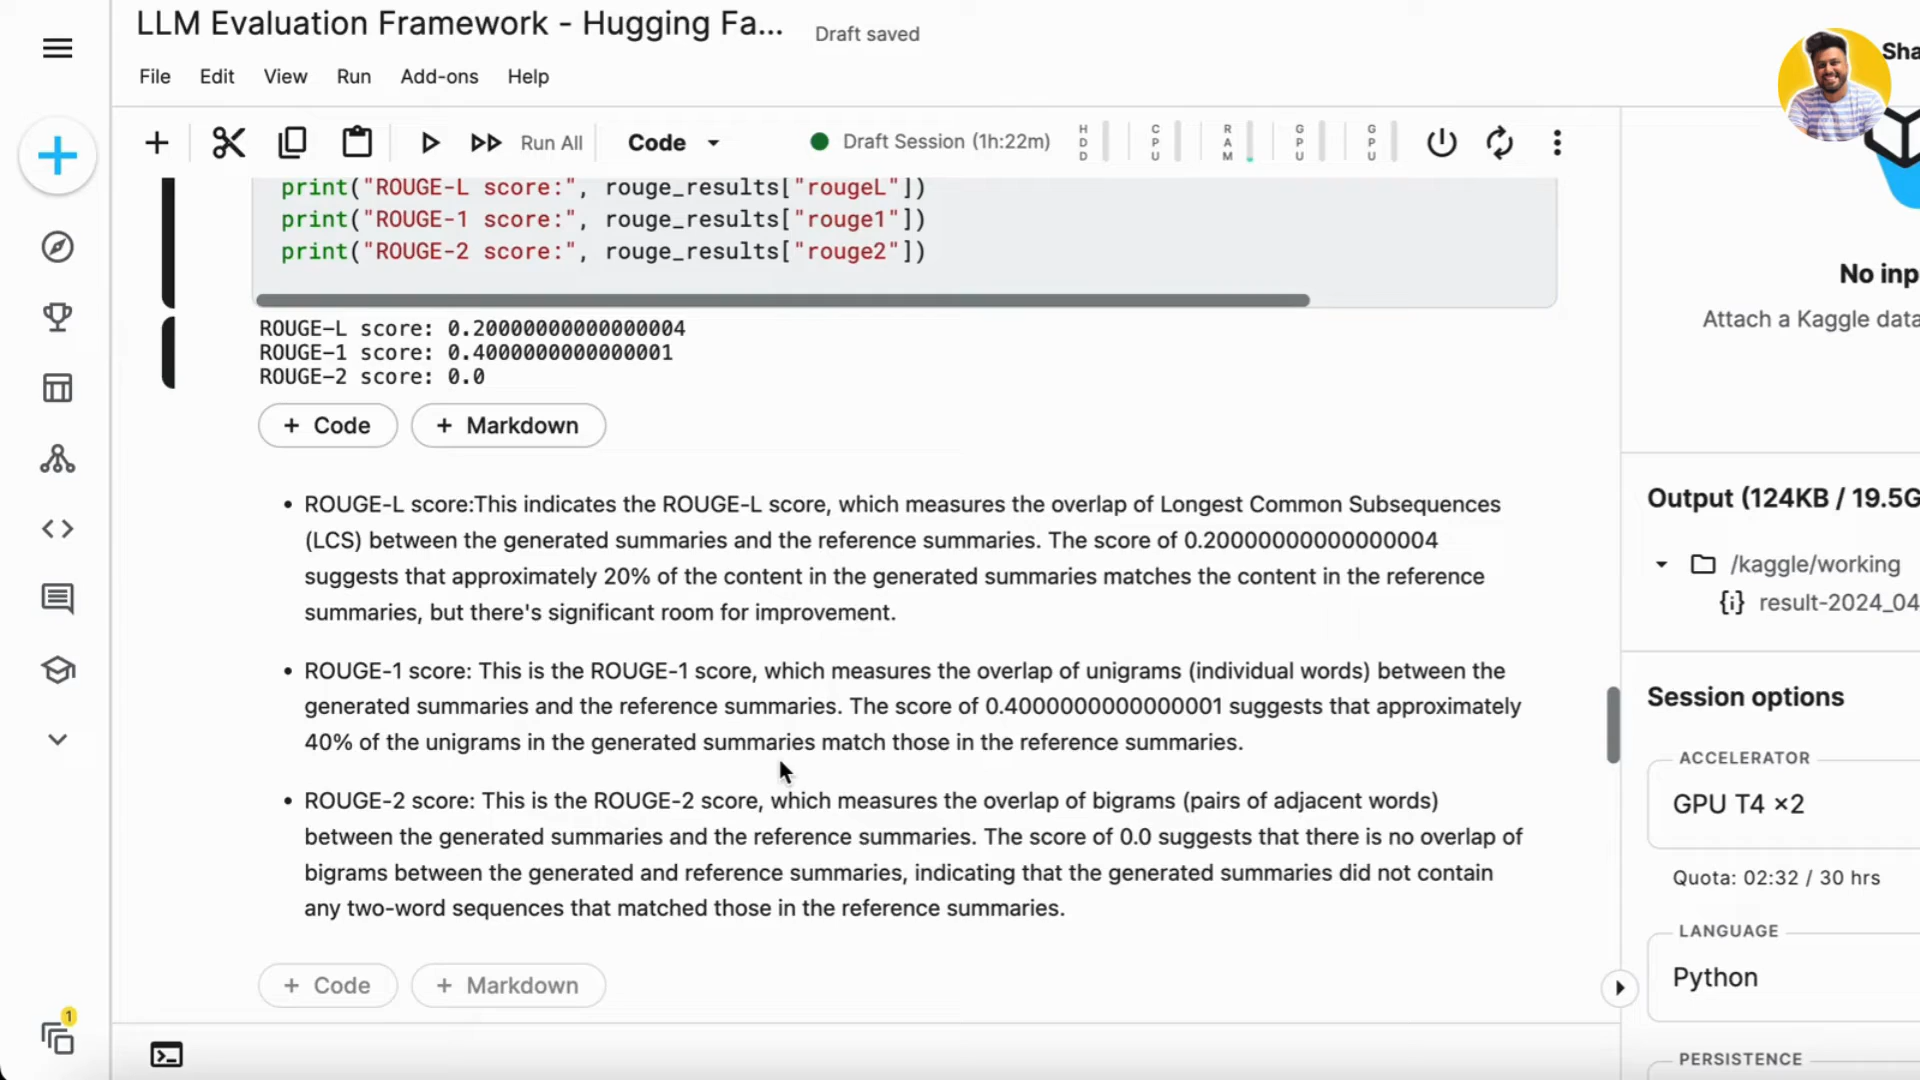 LLM Evaluation Framework - Hugging Fa...
Draft saved
Sha
File Edit View Run Add-ons Help
Run All
Code
Draft Session (1h:22m)
HDD
CPU
RAM
GPU
GPU
print("ROUGE-L score:", rouge_results["rougeL"])
print("ROUGE-1 score:", rouge_results["rouge1"])
print("ROUGE-2 score:", rouge_results["rouge2"])
ROUGE-L score: 0.20000000000000004
ROUGE-1 score: 0.4000000000000001
ROUGE-2 score: 0.0
+ Code
+ Markdown
• ROUGE-L score:This indicates the ROUGE-L score, which measures the overlap of Longest Common Subsequences
(LCS) between the generated summaries and the reference summaries. The score of 0.20000000000000004
suggests that approximately 20% of the content in the generated summaries matches the content in the reference
summaries, but there's significant room for improvement.
• ROUGE-1 score: This is the ROUGE-1 score, which measures the overlap of unigrams (individual words) between the
generated summaries and the reference summaries. The score of 0.4000000000000001 suggests that approximately
40% of the unigrams in the generated summaries match those in the reference summaries.
• ROUGE-2 score: This is the ROUGE-2 score, which measures the overlap of bigrams (pairs of adjacent words)
between the generated summaries and the reference summaries. The score of 0.0 suggests that there is no overlap of
bigrams between the generated and reference summaries, indicating that the generated summaries did not contain
any two-word sequences that matched those in the reference summaries.
+ Code
+ Markdown
1
No inp
Attach a Kaggle data
Output (124KB / 19.5G
/kaggle/working
{i} result-2024_04
Session options
ACCELERATOR
GPU T4 ×2
Quota: 02:32 / 30 hrs
LANGUAGE
Python
PERSISTENCE